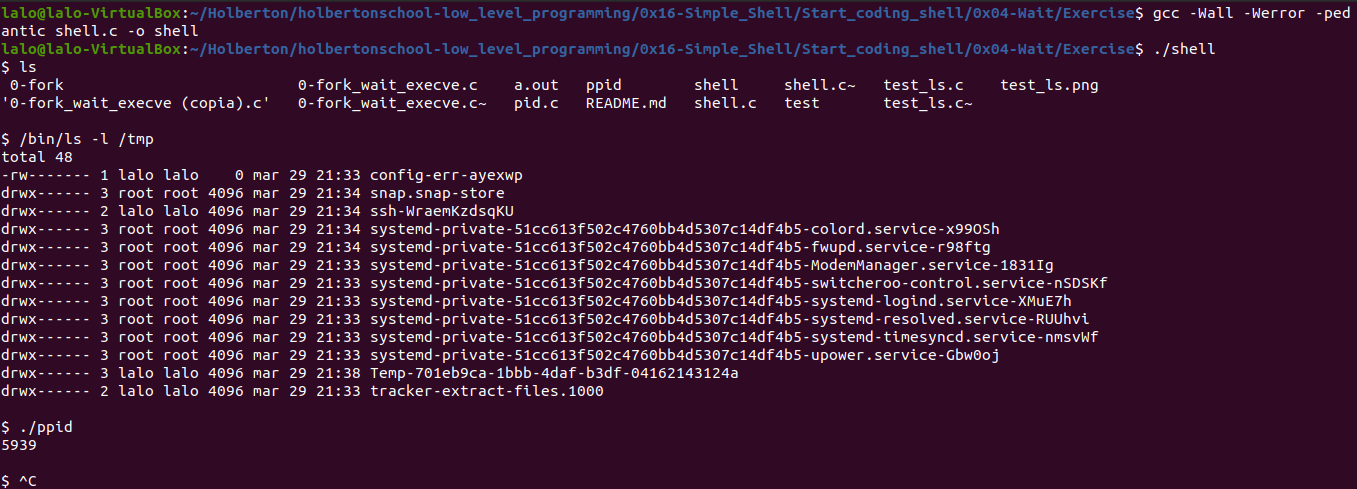 lalo@lalo-VirtualBox:~/Holberton/holbertonschool-low_level_programming/0x16-Simple_Shell/Start_coding_shell/0x04-Wait/Exercise$ gcc -Wall -Werror -ped
antic shell.c -o shell
lalo@lalo-VirtualBox:~/Holberton/holbertonschool-low_level_programming/0x16-Simple_Shell/Start_coding_shell/0x04-Wait/Exercise$ ./shell
$ ls
 0-fork                          0-fork_wait_execve.c    a.out   ppid        shell     shell.c~   test_ls.c    test_ls.png
'0-fork_wait_execve (copia).c'   0-fork_wait_execve.c~   pid.c   README.md   shell.c   test       test_ls.c~
$ /bin/ls -l /tmp
total 48
-rw------- 1 lalo lalo    0 mar 29 21:33 config-err-ayexwp
drwx------ 3 root root 4096 mar 29 21:34 snap.snap-store
drwx------ 2 lalo lalo 4096 mar 29 21:34 ssh-WraemKzdsqKU
drwx------ 3 root root 4096 mar 29 21:34 systemd-private-51cc613f502c4760bb4d5307c14df4b5-colord.service-x99OSh
drwx------ 3 root root 4096 mar 29 21:34 systemd-private-51cc613f502c4760bb4d5307c14df4b5-fwupd.service-r98ftg
drwx------ 3 root root 4096 mar 29 21:33 systemd-private-51cc613f502c4760bb4d5307c14df4b5-ModemManager.service-1831Ig
drwx------ 3 root root 4096 mar 29 21:33 systemd-private-51cc613f502c4760bb4d5307c14df4b5-switcheroo-control.service-nSDSKf
drwx------ 3 root root 4096 mar 29 21:33 systemd-private-51cc613f502c4760bb4d5307c14df4b5-systemd-logind.service-XMuE7h
drwx------ 3 root root 4096 mar 29 21:33 systemd-private-51cc613f502c4760bb4d5307c14df4b5-systemd-resolved.service-RUUhvi
drwx------ 3 root root 4096 mar 29 21:33 systemd-private-51cc613f502c4760bb4d5307c14df4b5-systemd-timesyncd.service-nmsvWf
drwx------ 3 root root 4096 mar 29 21:33 systemd-private-51cc613f502c4760bb4d5307c14df4b5-upower.service-Gbw0oj
drwx------ 3 lalo lalo 4096 mar 29 21:38 Temp-701eb9ca-1bbb-4daf-b3df-04162143124a
drwx------ 2 lalo lalo 4096 mar 29 21:33 tracker-extract-files.1000
$ ./ppid
5939
$ ^C